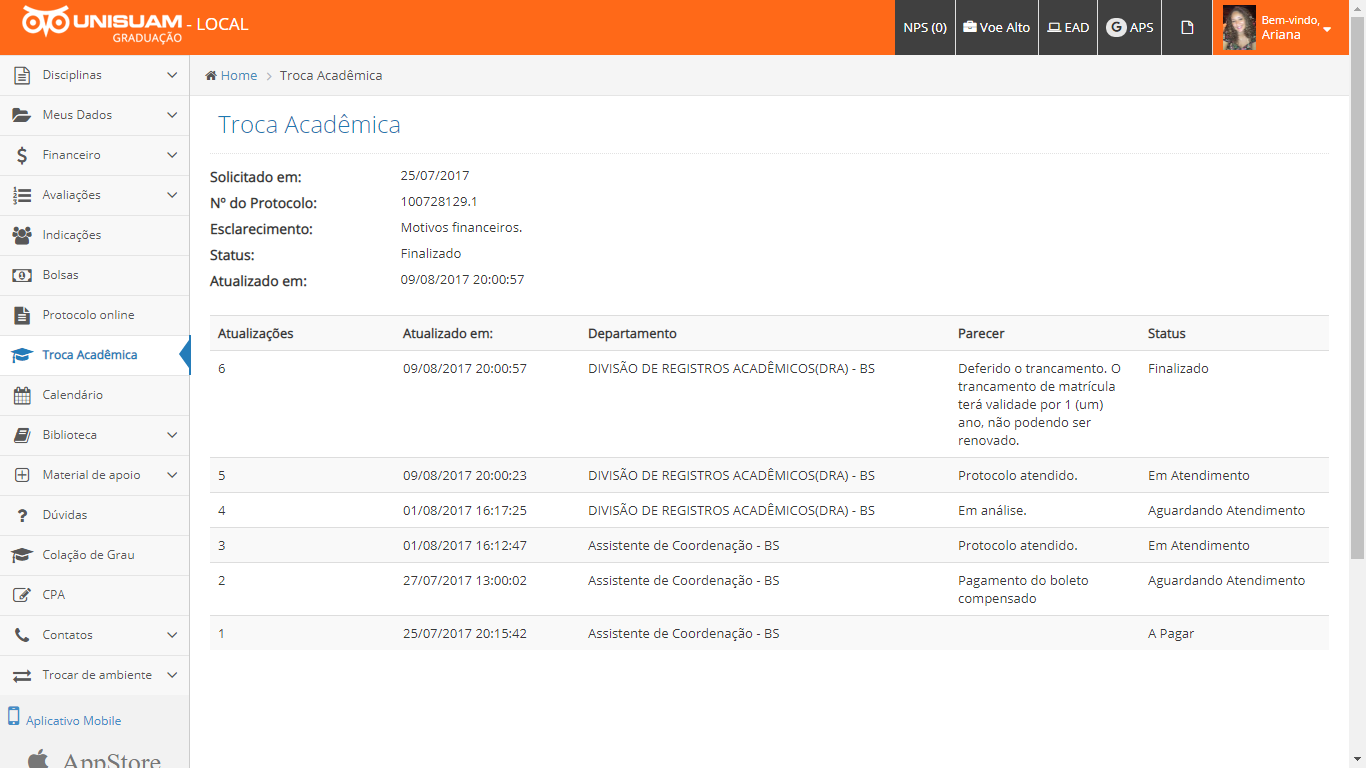 UNISUAM - LOCAL
GRADUAÇÃO
NPS (0)
Voe Alto
EAD
G APS
Bem-vindo,
Ariana
Disciplinas
Meus Dados
Financeiro
Avaliações
Indicações
Bolsas
Protocolo online
Troca Acadêmica
Calendário
Biblioteca
Material de apoio
Dúvidas
Colação de Grau
CPA
Contatos
Trocar de ambiente
Aplicativo Mobile
AppStore
Home > Troca Acadêmica
Troca Acadêmica
Solicitado em: 25/07/2017
Nº do Protocolo: 100728129.1
Esclarecimento: Motivos financeiros.
Status: Finalizado
Atualizado em: 09/08/2017 20:00:57
Atualizações Atualizado em: Departamento Parecer Status
6 09/08/2017 20:00:57 DIVISÃO DE REGISTROS ACADÊMICOS(DRA) - BS Deferido o trancamento. O Finalizado
trancamento de matrícula
terá validade por 1 (um)
ano, não podendo ser
renovado.
5 09/08/2017 20:00:23 DIVISÃO DE REGISTROS ACADÊMICOS(DRA) - BS Protocolo atendido. Em Atendimento
4 01/08/2017 16:17:25 DIVISÃO DE REGISTROS ACADÊMICOS(DRA) - BS Em análise. Aguardando Atendimento
3 01/08/2017 16:12:47 Assistente de Coordenação - BS Protocolo atendido. Em Atendimento
2 27/07/2017 13:00:02 Assistente de Coordenação - BS Pagamento do boleto Aguardando Atendimento
compensado
1 25/07/2017 20:15:42 Assistente de Coordenação - BS A Pagar